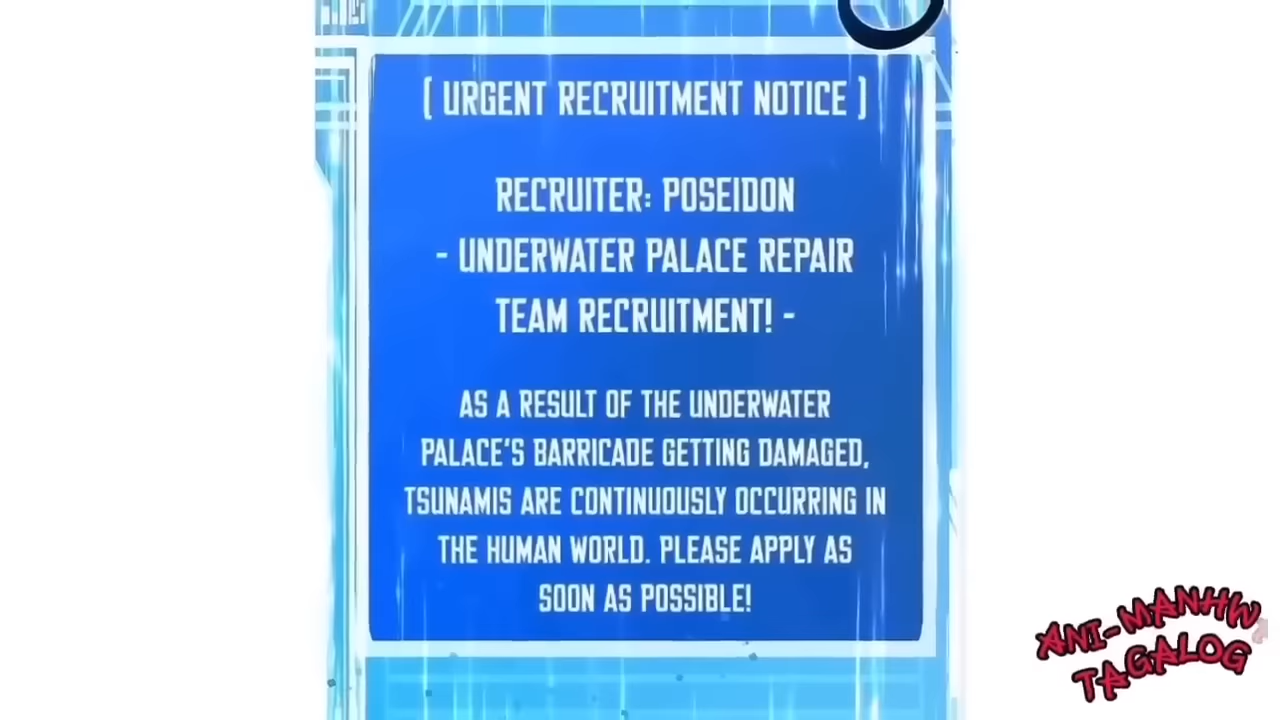 ( URGENT RECRUITMENT NOTICE )
RECRUITER: POSEIDON
- UNDERWATER PALACE REPAIR
TEAM RECRUITMENT! -
AS A RESULT OF THE UNDERWATER
PALACE'S BARRICADE GETTING DAMAGED,
TSUNAMIS ARE CONTINUOUSLY OCCURRING IN
THE HUMAN WORLD. PLEASE APPLY AS
SOON AS POSSIBLE!
ANI-MANHW
TAGALOG